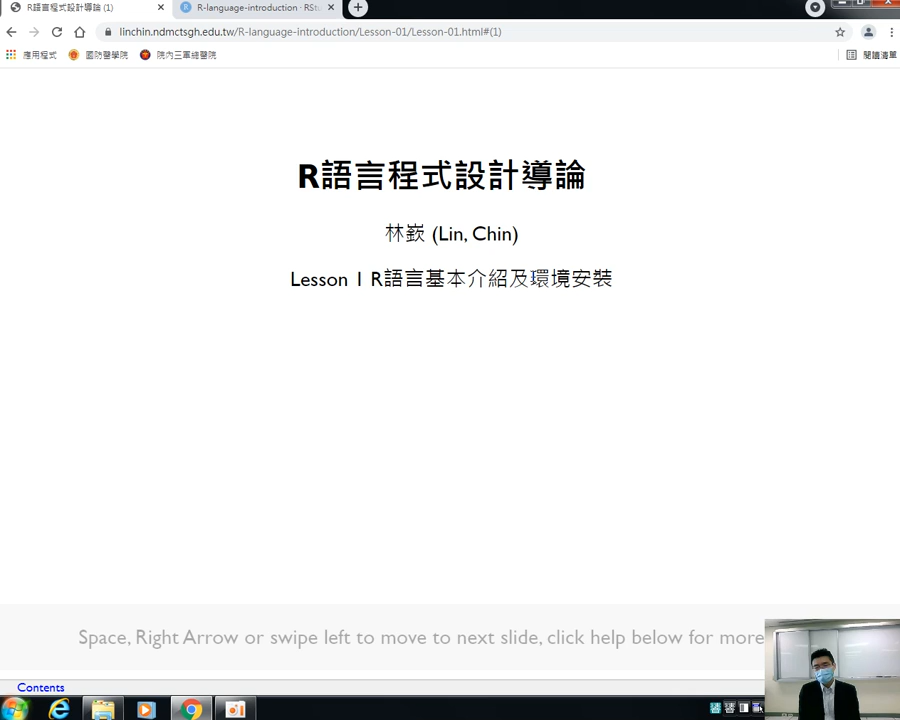 R語言程式設計導論 (1)
R-language-introduction · RStu
linchin.ndmctsgh.edu.tw/R-language-introduction/Lesson-01/Lesson-01.html#(1)
應用程式 國防醫學院 院內三軍總醫院 閱讀清單
R語言程式設計導論
林嶔 (Lin, Chin)
Lesson 1 R語言基本介紹及環境安裝
Space, Right Arrow or swipe left to move to next slide, click help below for more
Contents